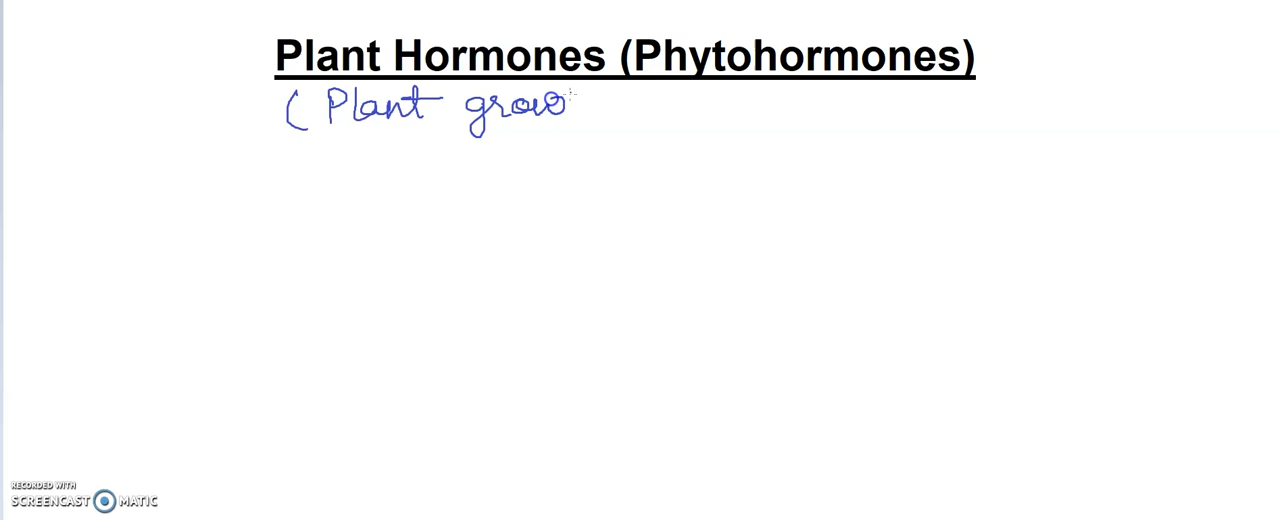 Plant Hormones (Phytohormones)
( Plant grow
RECORDED WITH
SCREENCAST MATIC